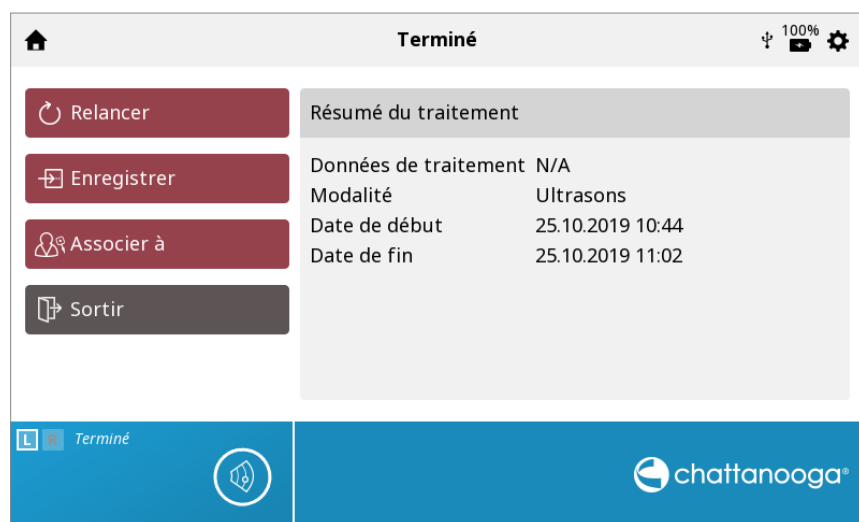 Terminé
100%
Relancer
Enregistrer
Associer à
Sortir
Résumé du traitement
Données de traitement N/A
Modalité Ultrasons
Date de début 25.10.2019 10:44
Date de fin 25.10.2019 11:02
L R Terminé
chattanooga®